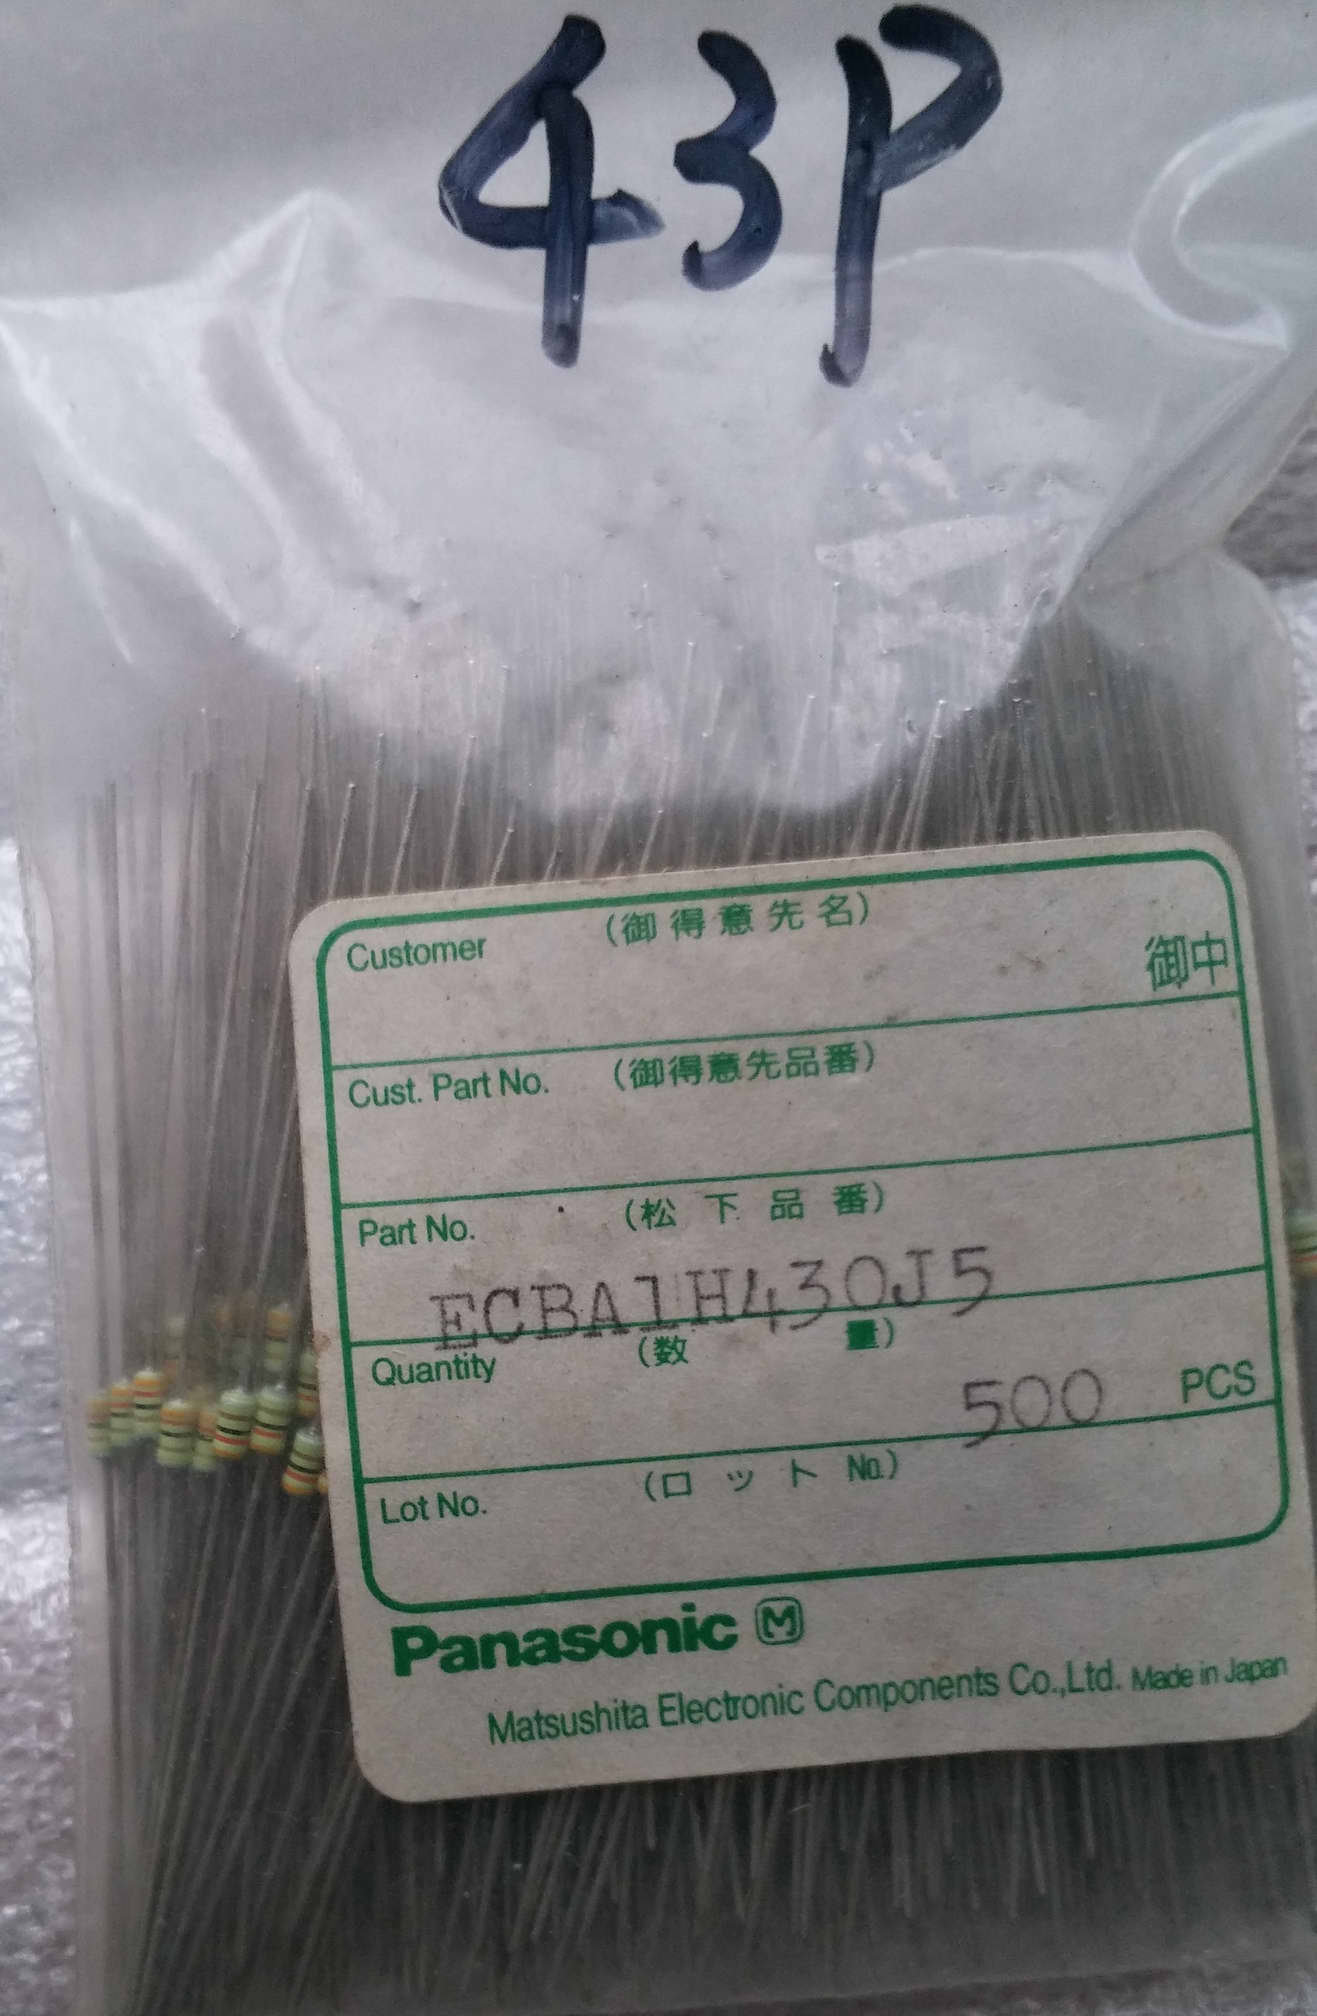 43P
Customer （御得意先名）
御中
Cust. Part No. （御得意先品番）
Part No. （松下品番）
ECBA1H430J5
Quantity （数量）
500 PCS
Lot No. （ロット No.）
Panasonic M
Matsushita Electronic Components Co.,Ltd. Made in Japan